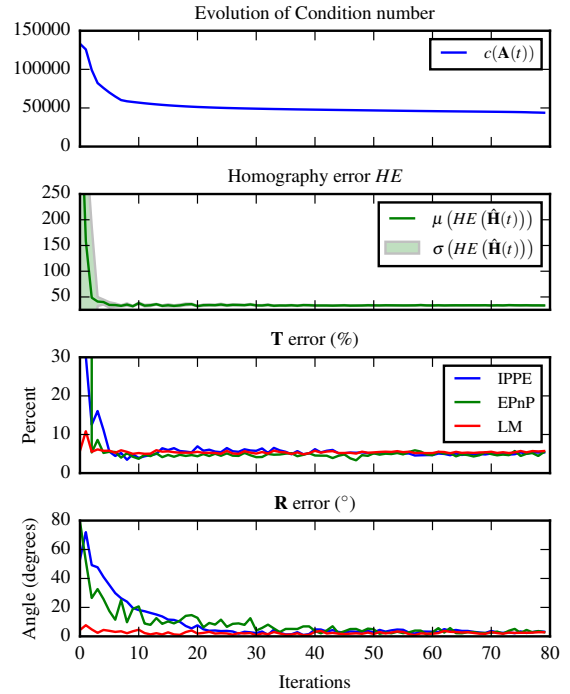 Evolution of Condition number
150000
100000
50000
0
c(A(t))
Homography error HE
250
200
150
100
50
μ (HE (Ĥ(t)))
σ (HE (Ĥ(t)))
T error (%)
Percent
30
20
10
0
IPPE
EPnP
LM
R error (°)
Angle (degrees)
80
60
40
20
0
0 10 20 30 40 50 60 70 80
Iterations